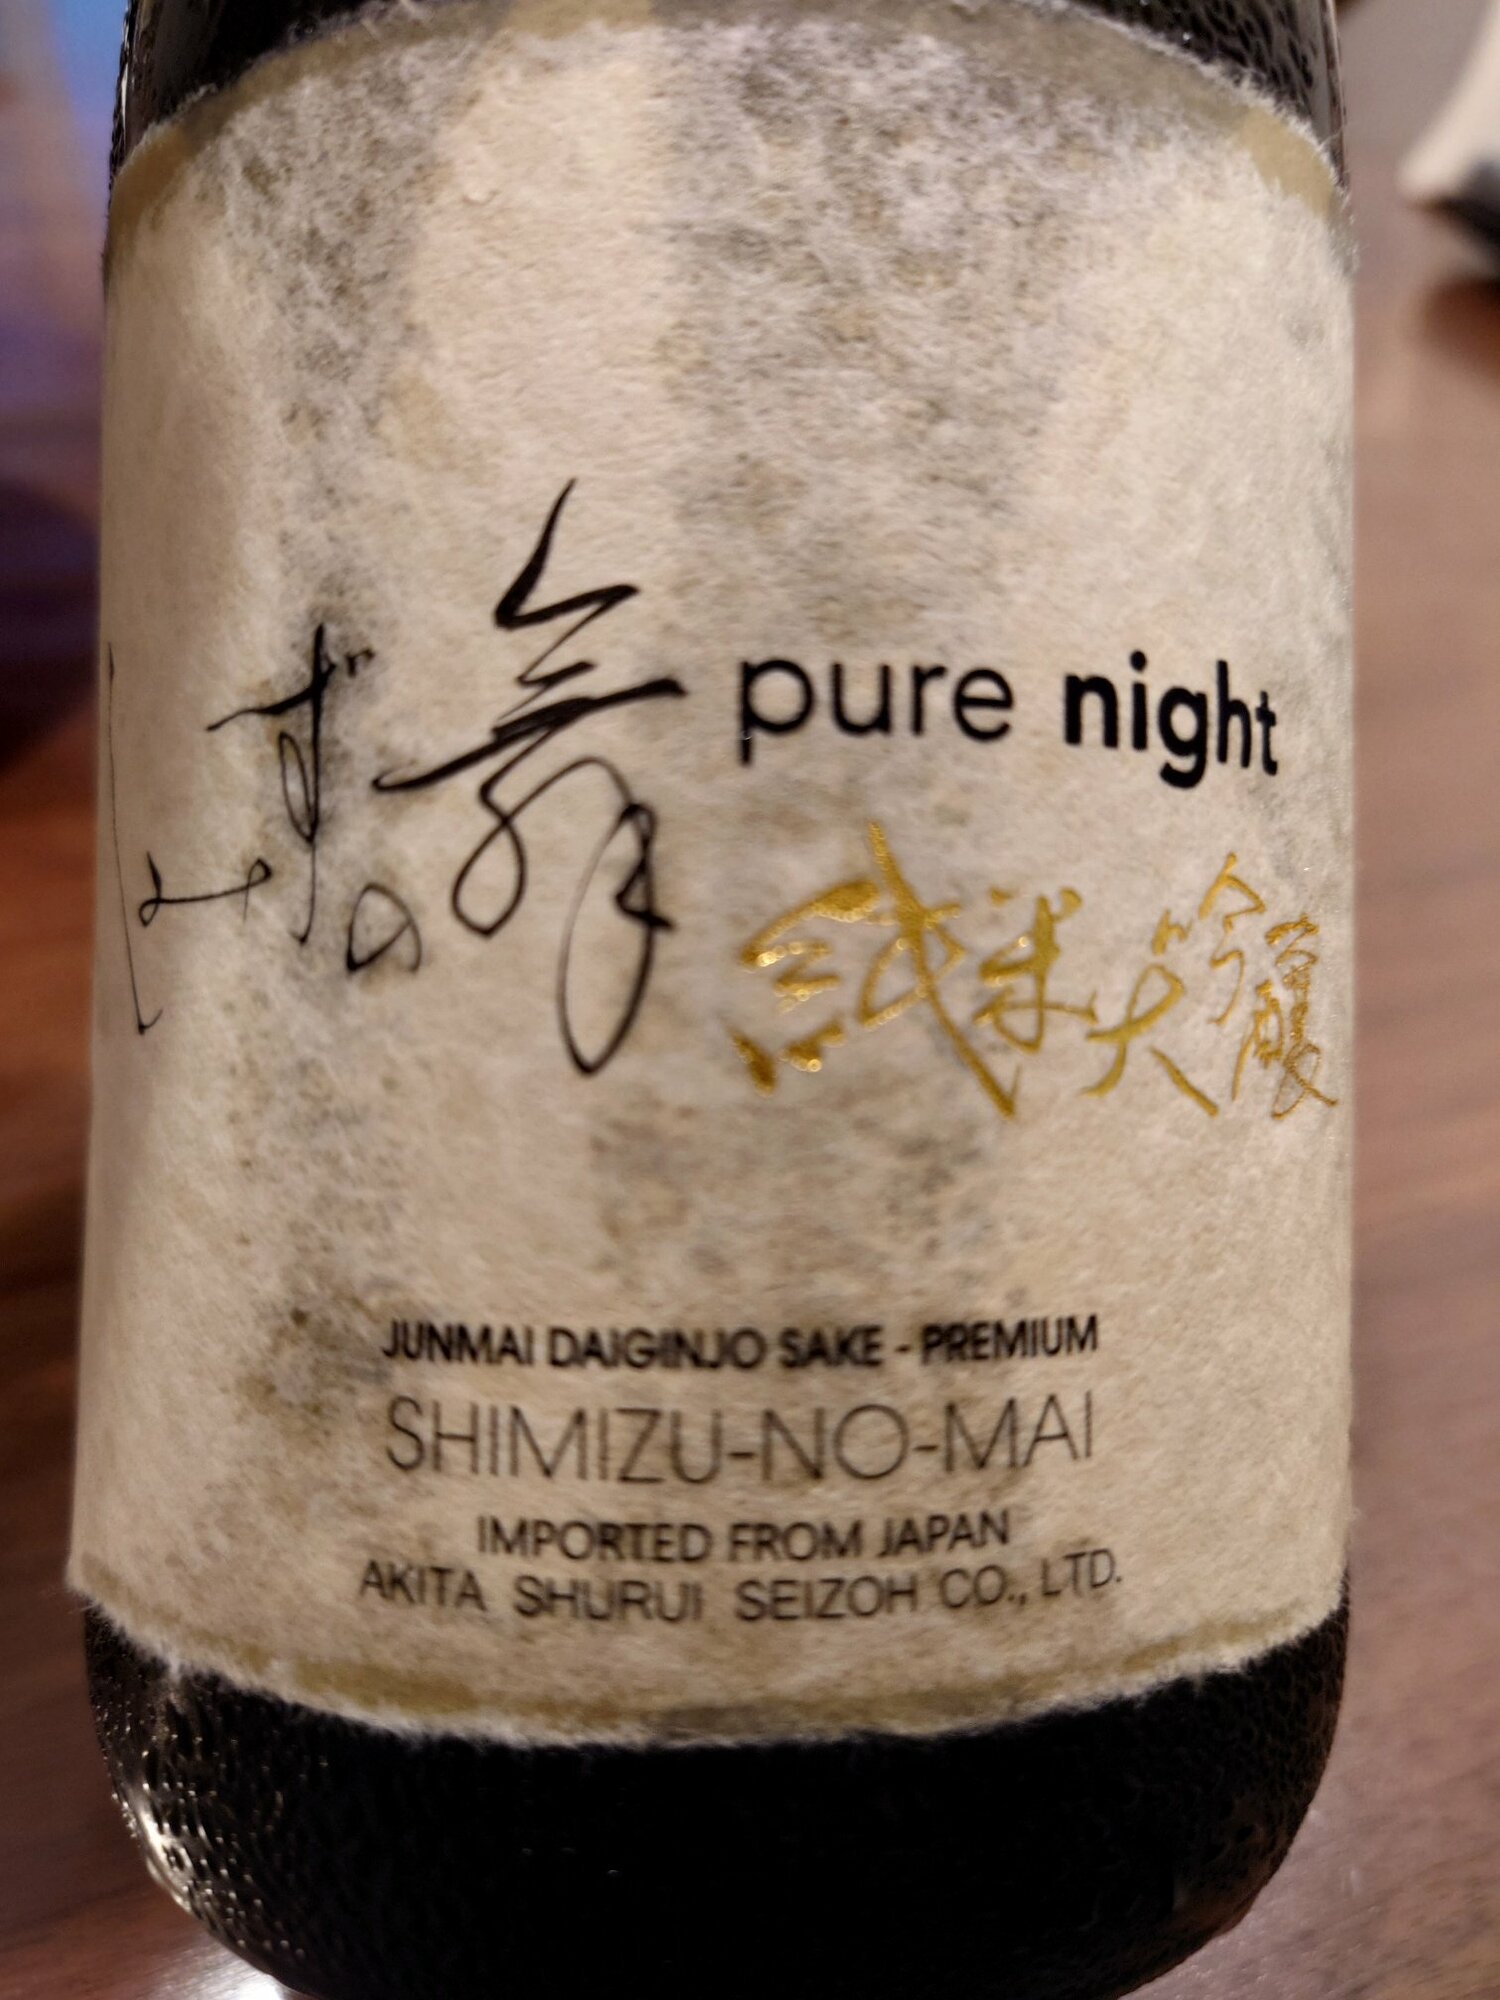 しみずの舞
pure night
純米大吟醸
JUNMAI DAIGINJO SAKE - PREMIUM
SHIMIZU-NO-MAI
IMPORTED FROM JAPAN
AKITA SHURUI SEIZOH CO., LTD.